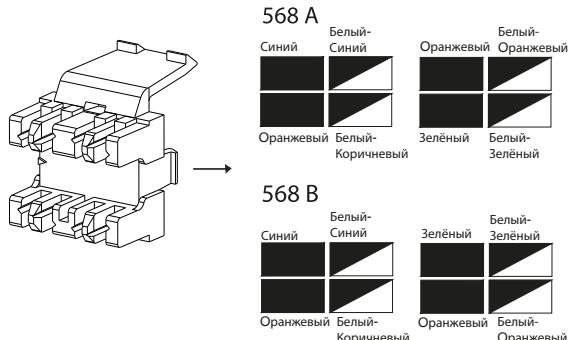 568 A
Синий
Белый-
Синий
Оранжевый
Белый-
Оранжевый
Оранжевый
Белый-
Коричневый
Зелёный
Белый-
Зелёный
568 B
Синий
Белый-
Синий
Зелёный
Белый-
Зелёный
Оранжевый
Белый-
Коричневый
Оранжевый
Белый-
Оранжевый